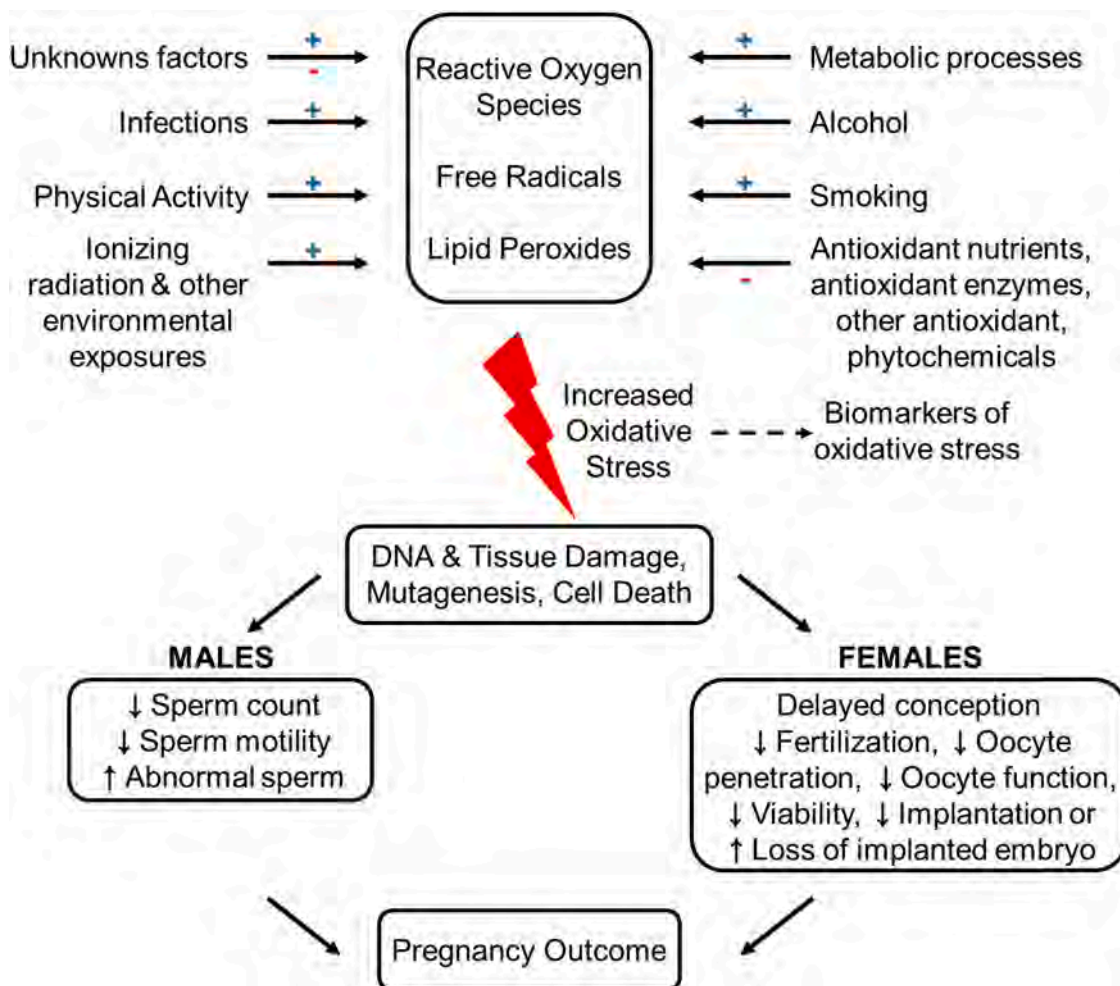 Unknowns factors
+
-
Infections
+
Physical Activity
+
Ionizing
radiation & other
environmental
exposures
+
Reactive Oxygen
Species
Free Radicals
Lipid Peroxides
+
Metabolic processes
+
Alcohol
+
Smoking
-
Antioxidant nutrients,
antioxidant enzymes,
other antioxidant,
phytochemicals
Increased
Oxidative
Stress
Biomarkers of
oxidative stress
DNA & Tissue Damage,
Mutagenesis, Cell Death
MALES
↓ Sperm count
↓ Sperm motility
↑ Abnormal sperm
FEMALES
Delayed conception
↓ Fertilization, ↓ Oocyte
penetration, ↓ Oocyte function,
↓ Viability, ↓ Implantation or
↑ Loss of implanted embryo
Pregnancy Outcome